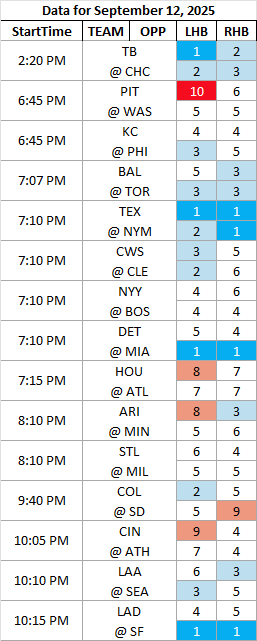 Data for September 12, 2025
StartTime TEAM OPP LHB RHB
2:20 PM TB 1 2
@ CHC 2 3
6:45 PM PIT 10 6
@ WAS 5 5
6:45 PM KC 4 4
@ PHI 3 5
7:07 PM BAL 5 3
@ TOR 3 3
7:10 PM TEX 1 1
@ NYM 2 1
7:10 PM CWS 3 5
@ CLE 2 6
7:10 PM NYY 4 6
@ BOS 4 4
7:10 PM DET 5 4
@ MIA 1 1
7:15 PM HOU 8 7
@ ATL 7 7
8:10 PM ARI 8 3
@ MIN 5 6
8:10 PM STL 6 4
@ MIL 5 5
9:40 PM COL 2 5
@ SD 5 9
10:05 PM CIN 9 4
@ ATH 7 4
10:10 PM LAA 6 3
@ SEA 3 5
10:15 PM LAD 4 5
@ SF 1 1